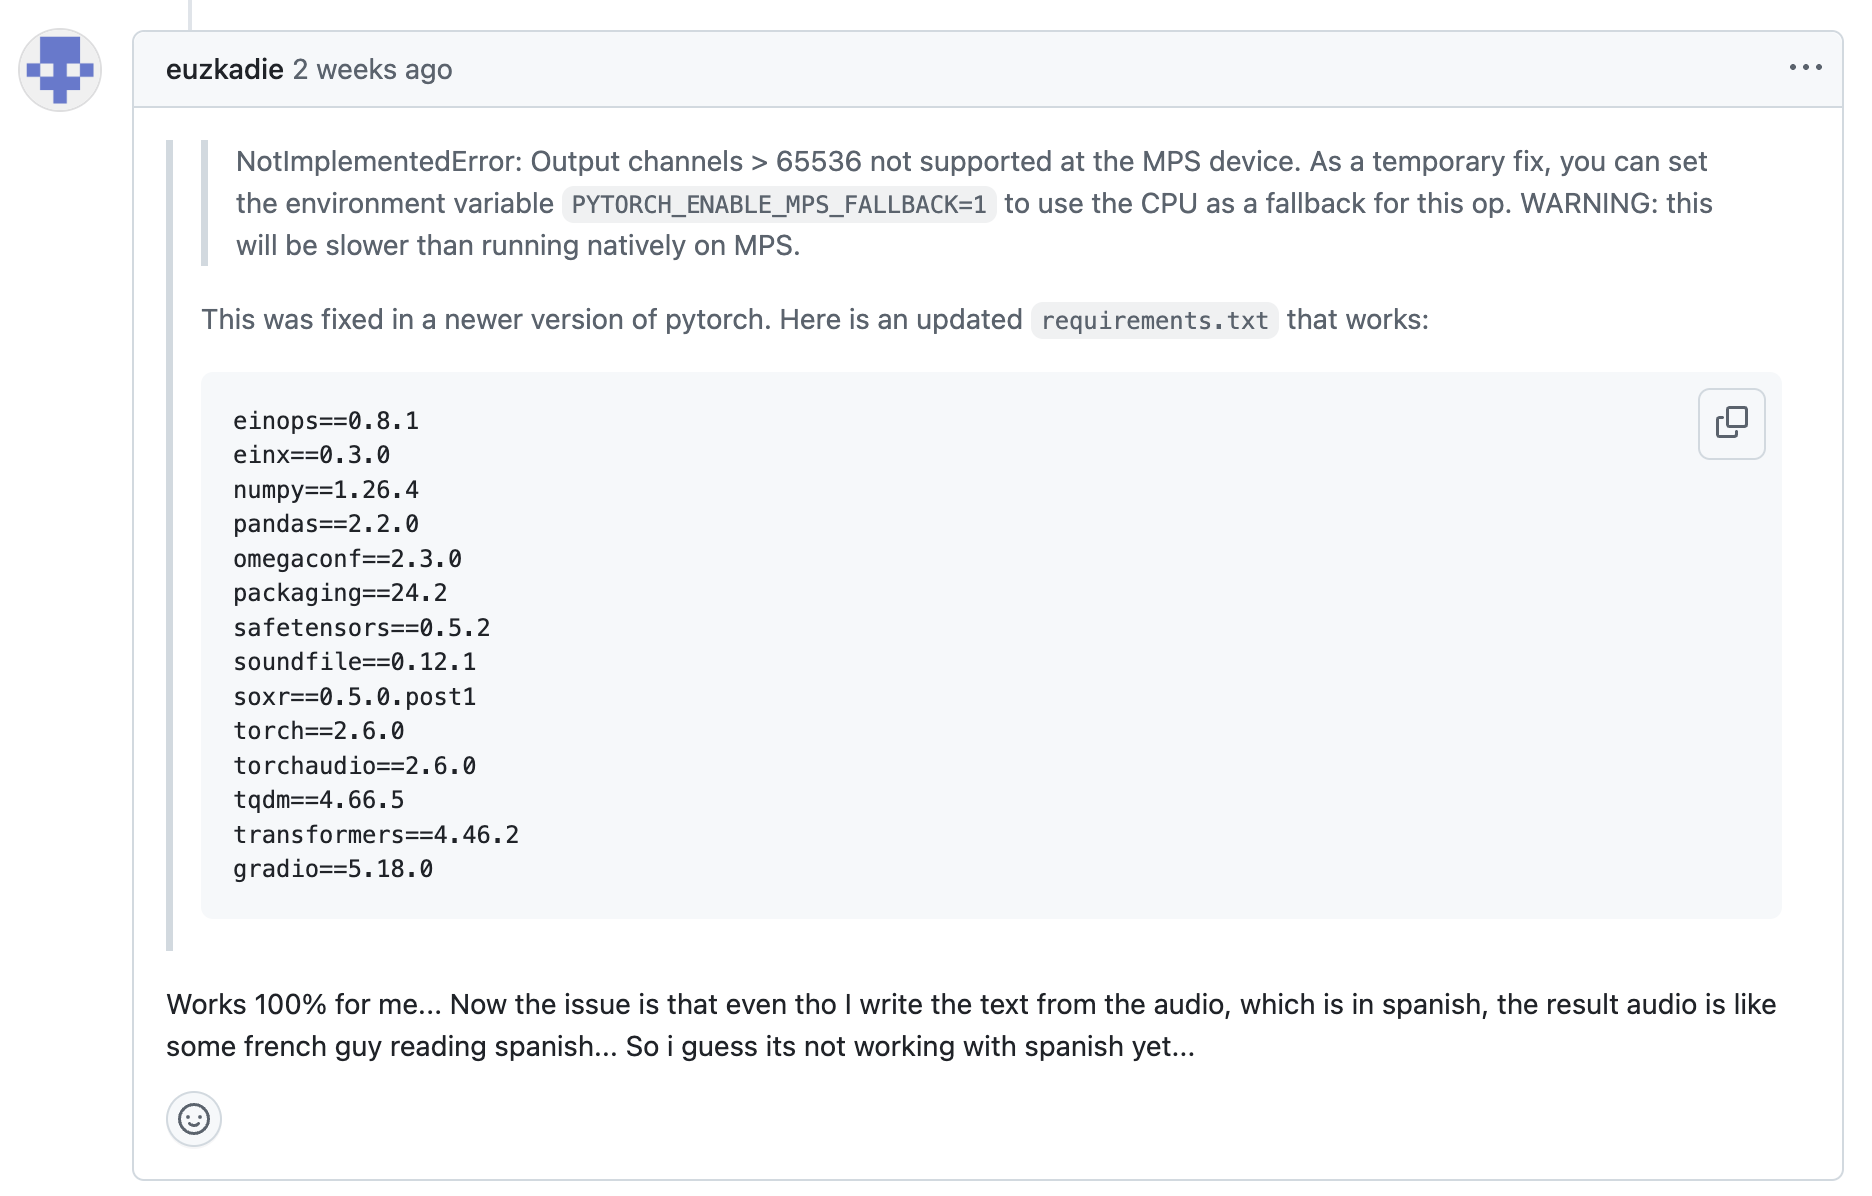 euzkadie 2 weeks ago
NotImplementedError: Output channels > 65536 not supported at the MPS device. As a temporary fix, you can set
the environment variable PYTORCH_ENABLE_MPS_FALLBACK=1 to use the CPU as a fallback for this op. WARNING: this
will be slower than running natively on MPS.
This was fixed in a newer version of pytorch. Here is an updated requirements.txt that works:
einops==0.8.1
einx==0.3.0
numpy==1.26.4
pandas==2.2.0
omegaconf==2.3.0
packaging==24.2
safetensors==0.5.2
soundfile==0.12.1
soxr==0.5.0.post1
torch==2.6.0
torchaudio==2.6.0
tqdm==4.66.5
transformers==4.46.2
gradio==5.18.0
Works 100% for me... Now the issue is that even tho I write the text from the audio, which is in spanish, the result audio is like
some french guy reading spanish... So i guess its not working with spanish yet...